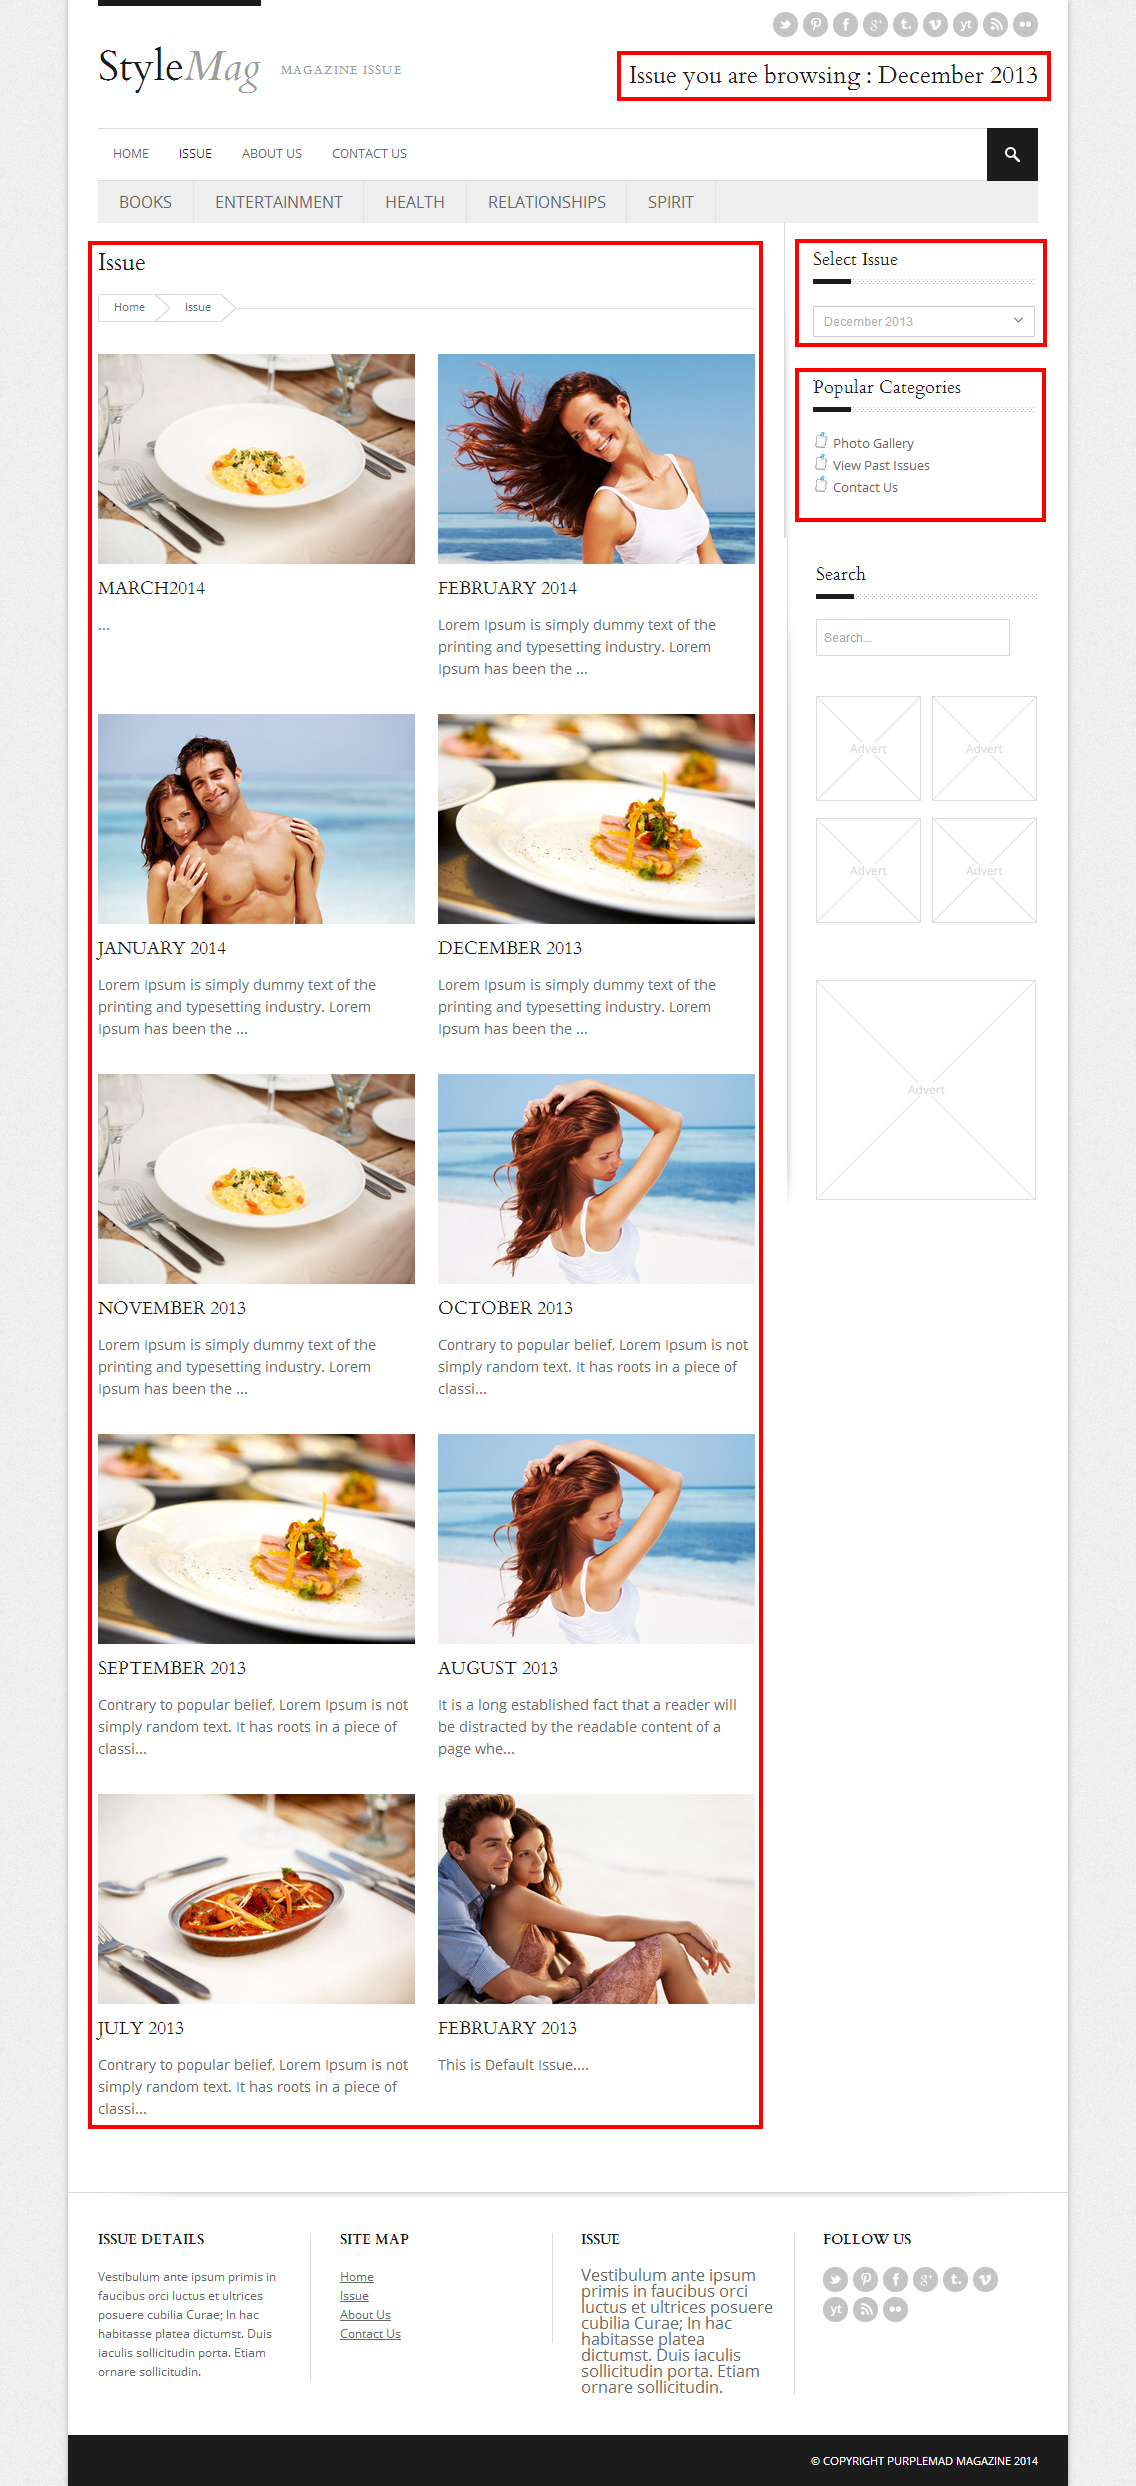 StyleMag
MAGAZINE ISSUE
Issue you are browsing : December 2013
HOME ISSUE ABOUT US CONTACT US
BOOKS ENTERTAINMENT HEALTH RELATIONSHIPS SPIRIT
Issue
Home Issue
MARCH2014
...
FEBRUARY 2014
Lorem Ipsum is simply dummy text of the
printing and typesetting industry. Lorem
Ipsum has been the ...
JANUARY 2014
Lorem Ipsum is simply dummy text of the
printing and typesetting industry. Lorem
Ipsum has been the ...
DECEMBER 2013
Lorem Ipsum is simply dummy text of the
printing and typesetting industry. Lorem
Ipsum has been the ...
NOVEMBER 2013
Lorem Ipsum is simply dummy text of the
printing and typesetting industry. Lorem
Ipsum has been the ...
OCTOBER 2013
Contrary to popular belief, Lorem Ipsum is not
simply random text. It has roots in a piece of
classi...
SEPTEMBER 2013
Contrary to popular belief, Lorem Ipsum is not
simply random text. It has roots in a piece of
classi...
AUGUST 2013
It is a long established fact that a reader will
be distracted by the readable content of a
page whe...
JULY 2013
Contrary to popular belief, Lorem Ipsum is not
simply random text. It has roots in a piece of
classi...
FEBRUARY 2013
This is Default Issue....
Select Issue
December 2013
Popular Categories
Photo Gallery
View Past Issues
Contact Us
Search
Search...
Advert Advert
Advert Advert
Advert
ISSUE DETAILS
Vestibulum ante ipsum primis in
faucibus orci luctus et ultrices
posuere cubilia Curae; In hac
habitasse platea dictumst. Duis
iaculis sollicitudin porta. Etiam
ornare sollicitudin.
SITE MAP
Home
Issue
About Us
Contact Us
ISSUE
Vestibulum ante ipsum
primis in faucibus orci
luctus et ultrices posuere
cubilia Curae; In hac
habitasse platea
dictumst. Duis iaculis
sollicitudin porta. Etiam
ornare sollicitudin.
FOLLOW US
© COPYRIGHT PURPLEMAD MAGAZINE 2014